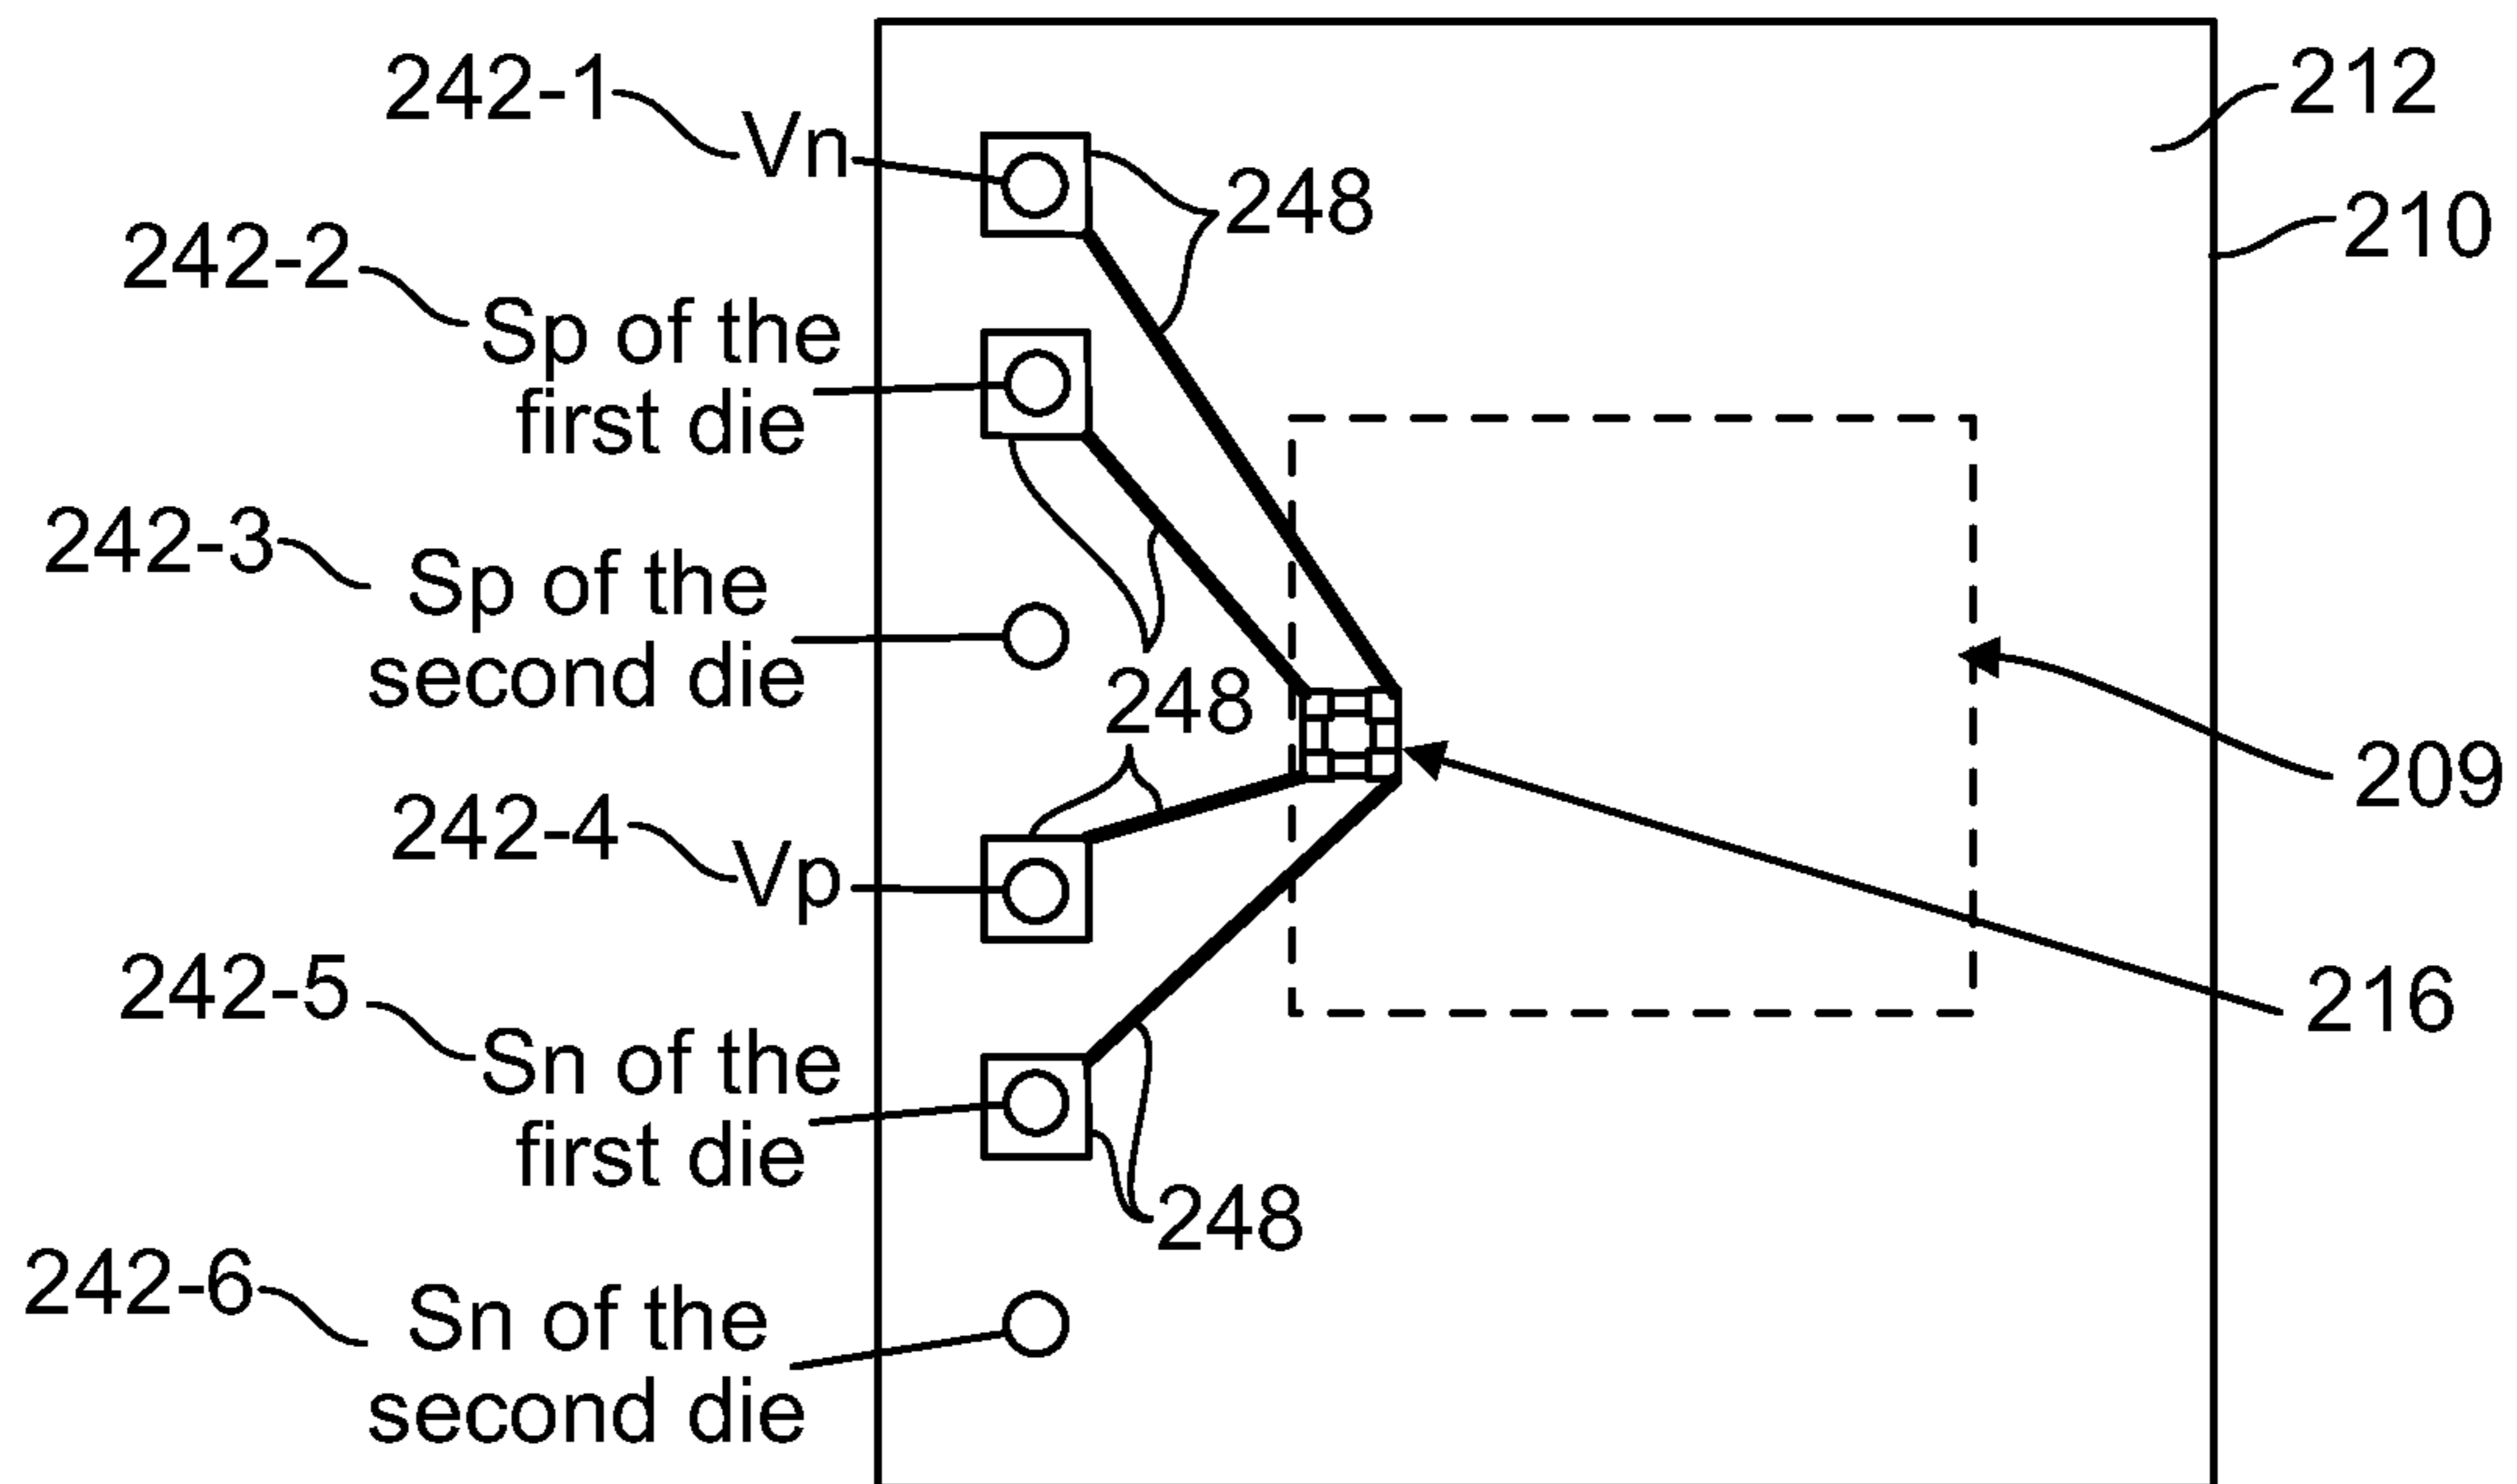 242-1
Vn
212
248
210
242-2
Sp of the
first die
242-3
Sp of the
second die
248
209
242-4
Vp
216
242-5
Sn of the
first die
248
242-6
Sn of the
second die